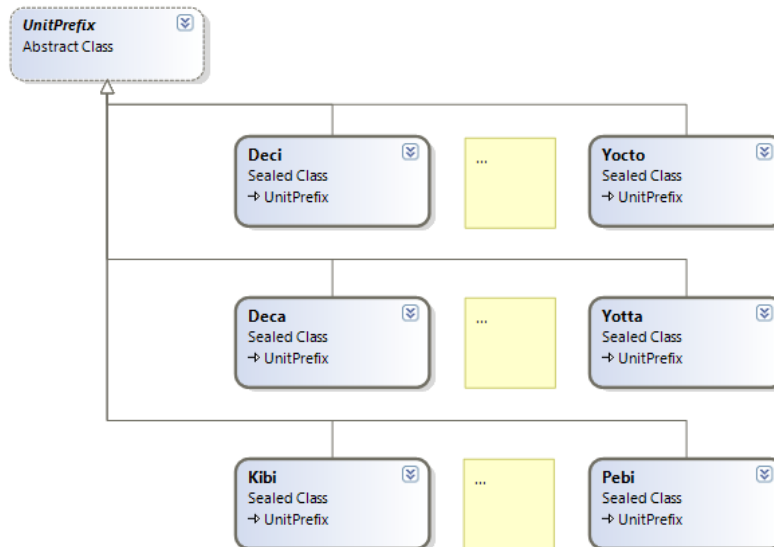 UnitPrefix
Abstract Class
Deci
Sealed Class
UnitPrefix
...
Yocto
Sealed Class
UnitPrefix
Deca
Sealed Class
UnitPrefix
...
Yotta
Sealed Class
UnitPrefix
Kibi
Sealed Class
UnitPrefix
...
Pebi
Sealed Class
UnitPrefix